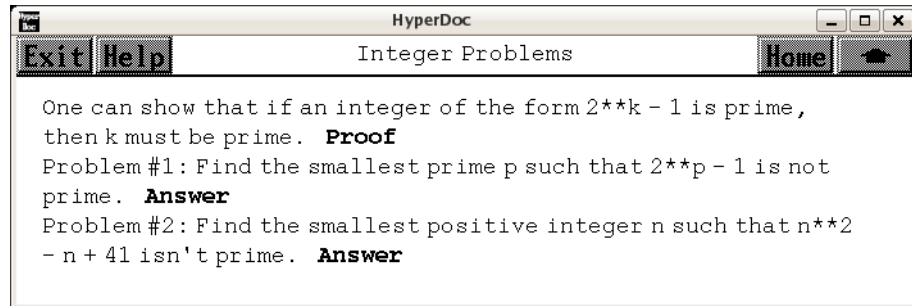 Hyper Doc
HyperDoc
Exit Help Integer Problems Home
One can show that if an integer of the form 2**k - 1 is prime,
then k must be prime. Proof
Problem #1: Find the smallest prime p such that 2**p - 1 is not
prime. Answer
Problem #2: Find the smallest positive integer n such that n**2
- n + 41 isn't prime. Answer